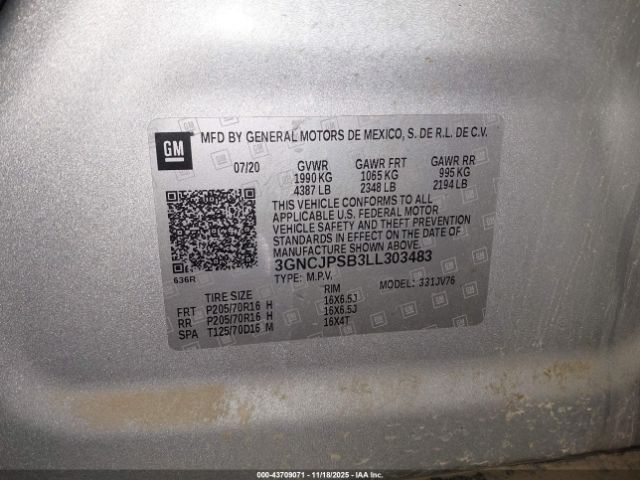 GM
MFD BY GENERAL MOTORS DE MEXICO, S. DE R.L. DE C.V.
07/20 GVWR GAWR FRT GAWR RR
1990 KG 1065 KG 995 KG
4387 LB 2348 LB 2194 LB
THIS VEHICLE CONFORMS TO ALL
APPLICABLE U.S. FEDERAL MOTOR
VEHICLE SAFETY AND THEFT PREVENTION
STANDARDS IN EFFECT ON THE DATE OF
MANUFACTURE SHOWN ABOVE.
3GNCJPSB3LL303483
636R
TYPE: M.P.V. MODEL: 331JV76
TIRE SIZE RIM
FRT P205/70R16 H 16X6.5J
RR P205/70R16 H 16X6.5J
SPA T125/70D16 M 16X4T
000-43709071 - 11/18/2025 - IAAI.COM